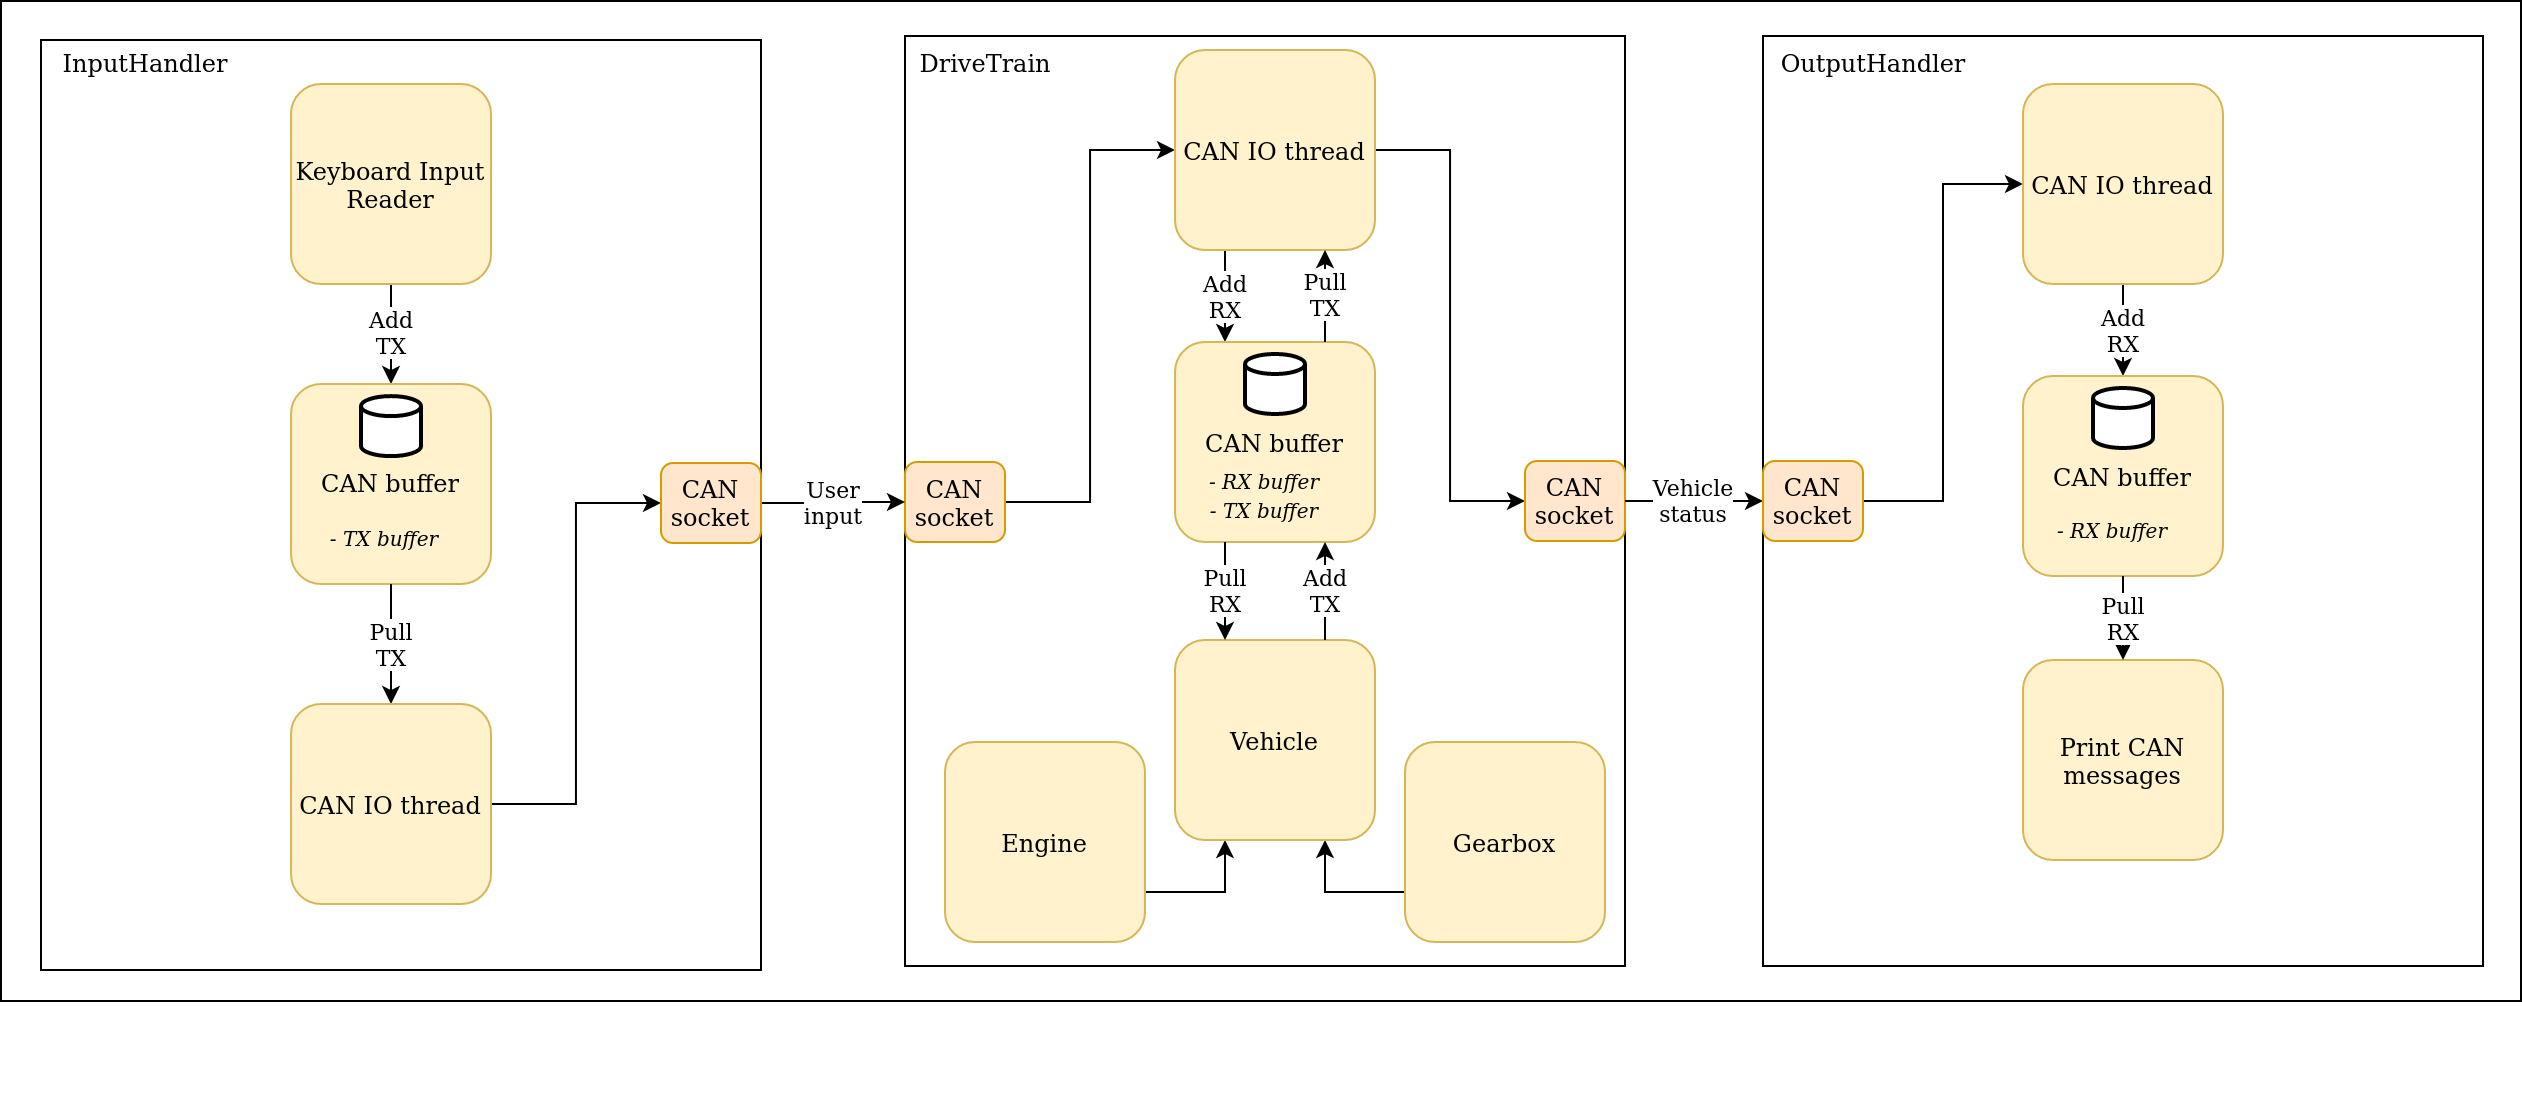 InputHandler
Keyboard Input
Reader
Add
TX
CAN buffer
- TX buffer
Pull
TX
CAN IO thread
CAN
socket
User
input
DriveTrain
CAN IO thread
Add
RX
Pull
TX
CAN buffer
- RX buffer
- TX buffer
CAN
socket
Pull
RX
Add
TX
Vehicle
Engine
Gearbox
CAN
socket
Vehicle
status
OutputHandler
CAN IO thread
Add
RX
CAN buffer
- RX buffer
CAN
socket
Pull
RX
Print CAN
messages